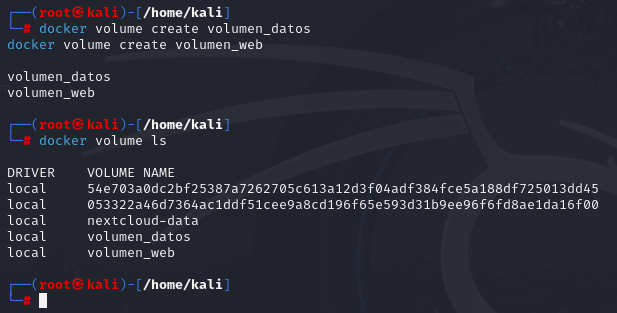 ┌──(root㉿kali)-[/home/kali]
└─# docker volume create volumen_datos
docker volume create volumen_web
volumen_datos
volumen_web
┌──(root㉿kali)-[/home/kali]
└─# docker volume ls
DRIVER    VOLUME NAME
local     54e703a0dc2bf25387a7262705c613a12d3f04adf384fce5a188df725013dd45
local     053322a46d7364ac1ddf51cee9a8cd196f65e593d31b9ee96f6fd8ae1da16f00
local     nextcloud-data
local     volumen_datos
local     volumen_web
┌──(root㉿kali)-[/home/kali]
└─#